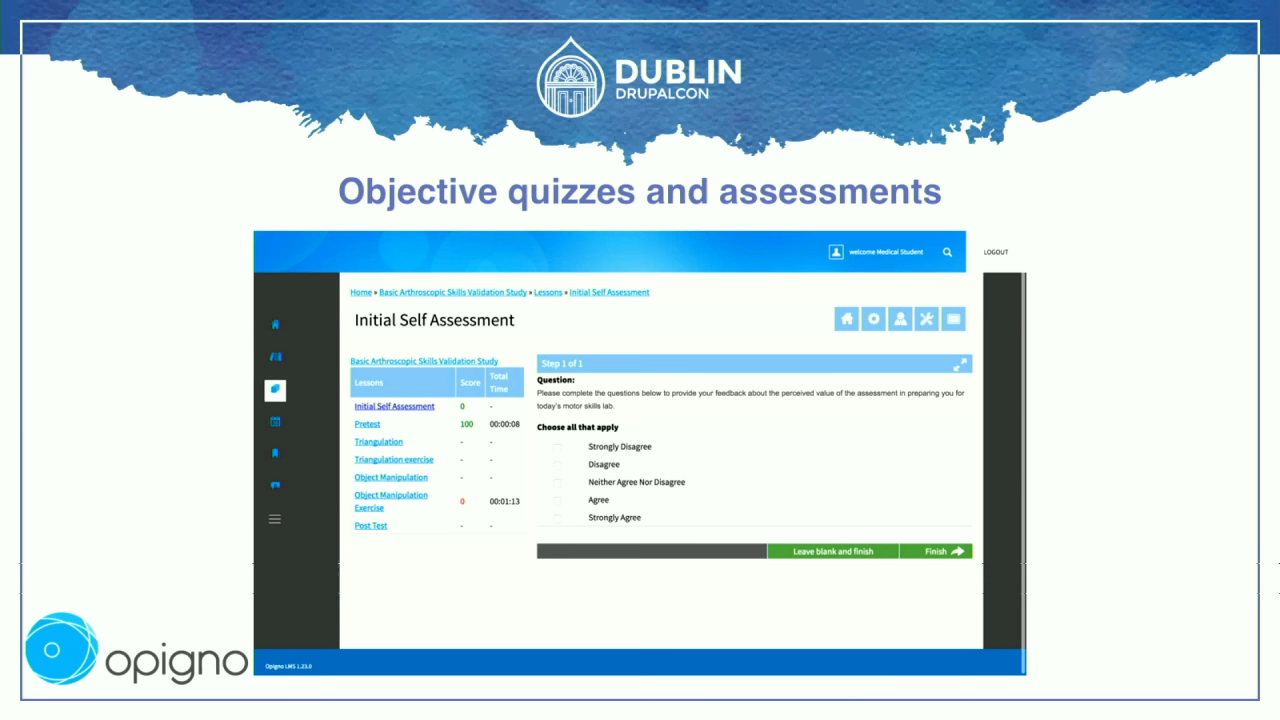 DUBLIN
DRUPALCON
Objective quizzes and assessments
welcome Medical Student
LOGOUT
Home » Basic Arthroscopic Skills Validation Study » Lessons » Initial Self Assessment
Initial Self Assessment
Basic Arthroscopic Skills Validation Study
Lessons Score Total Time
Initial Self Assessment 0 -
Pretest 100 00:00:08
Triangulation - -
Triangulation exercise - -
Object Manipulation - -
Object Manipulation Exercise 0 00:01:13
Post Test - -
Step 1 of 1
Question:
Please complete the questions below to provide your feedback about the perceived value of the assessment in preparing you for
today's motor skills lab.
Choose all that apply
Strongly Disagree
Disagree
Neither Agree Nor Disagree
Agree
Strongly Agree
Leave blank and finish
Finish
opigno
Opigno LMS 1.23.0